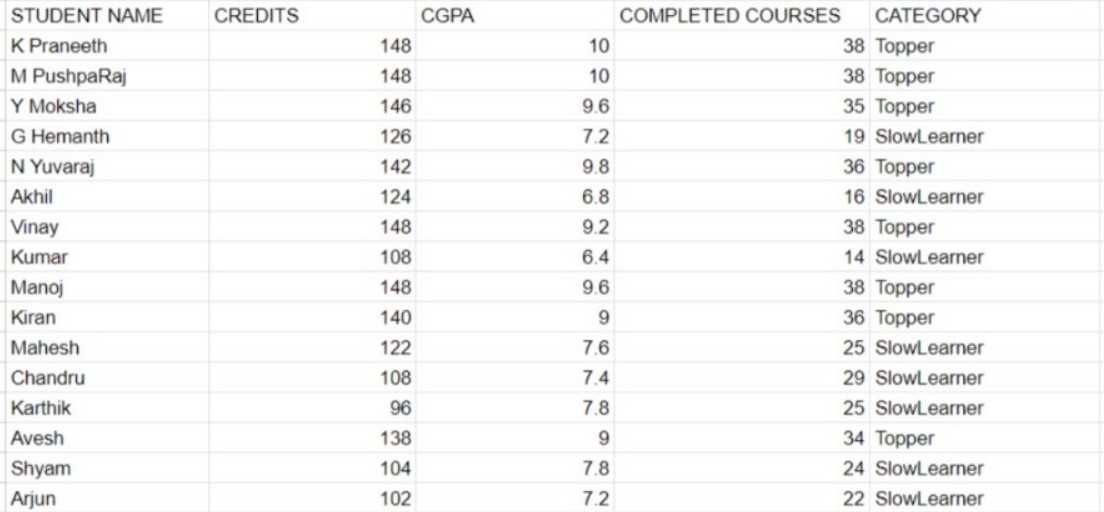 STUDENT NAME CREDITS CGPA COMPLETED COURSES CATEGORY
K Praneeth 148 10 38 Topper
M PushpaRaj 148 10 38 Topper
Y Moksha 146 9.6 35 Topper
G Hemanth 126 7.2 19 SlowLearner
N Yuvaraj 142 9.8 36 Topper
Akhil 124 6.8 16 SlowLearner
Vinay 148 9.2 38 Topper
Kumar 108 6.4 14 SlowLearner
Manoj 148 9.6 38 Topper
Kiran 140 9 36 Topper
Mahesh 122 7.6 25 SlowLearner
Chandru 108 7.4 29 SlowLearner
Karthik 96 7.8 25 SlowLearner
Avesh 138 9 34 Topper
Shyam 104 7.8 24 SlowLearner
Arjun 102 7.2 22 SlowLearner